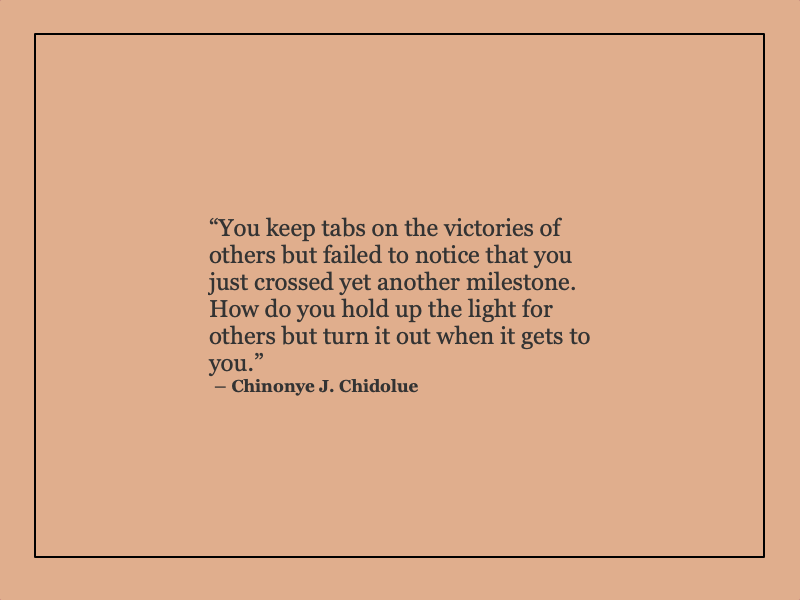 “You keep tabs on the victories of
others but failed to notice that you
just crossed yet another milestone.
How do you hold up the light for
others but turn it out when it gets to
you.”
– Chinonye J. Chidolue